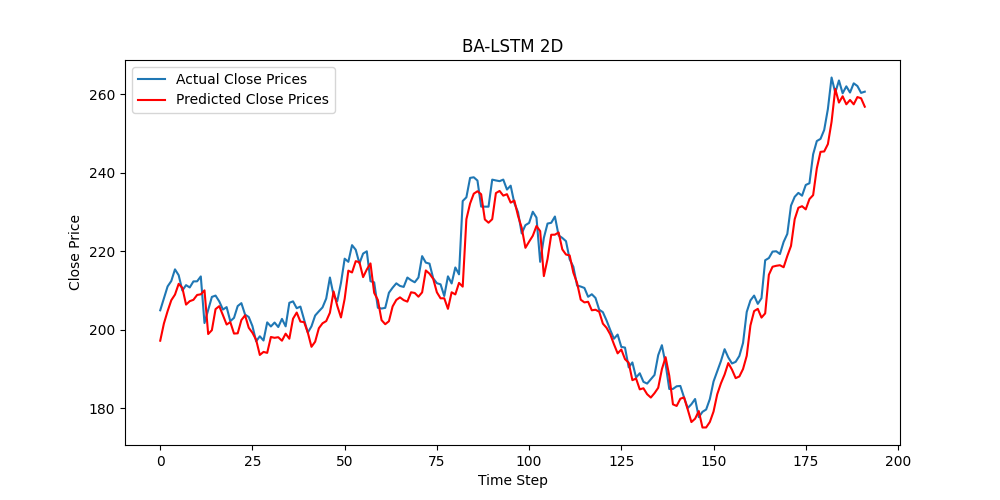 BA-LSTM 2D
Actual Close Prices
Predicted Close Prices
Close Price
260
240
220
200
180
0 25 50 75 100 125 150 175 200
Time Step